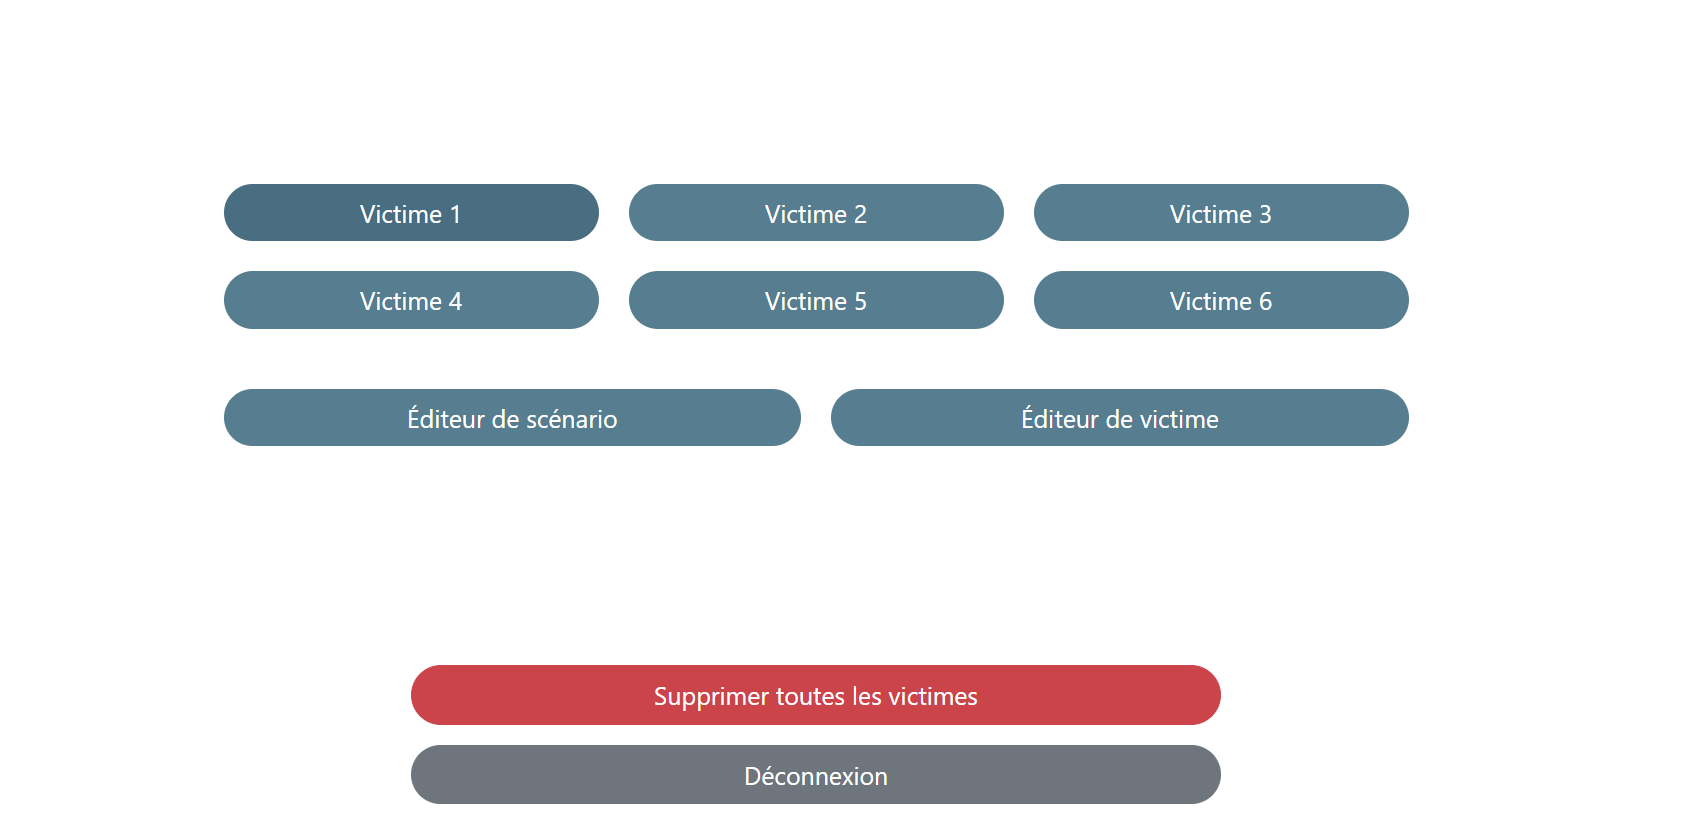 Victime 1
Victime 2
Victime 3
Victime 4
Victime 5
Victime 6
Éditeur de scénario
Éditeur de victime
Supprimer toutes les victimes
Déconnexion